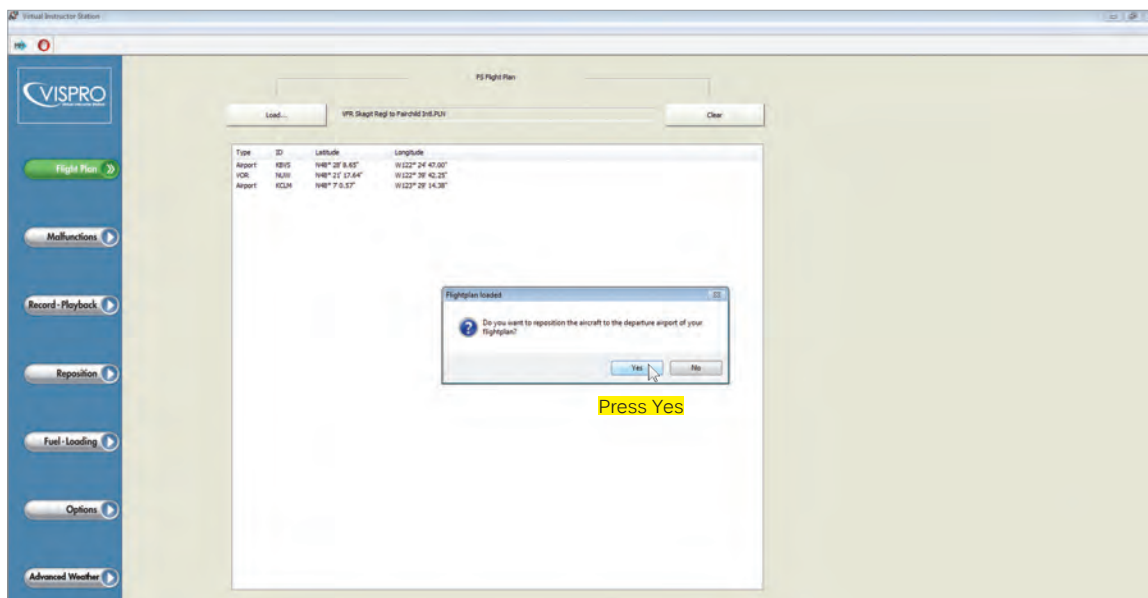 Virtual Instructor Station
VISPRO
FS Flight Plan
Load...
VFR Skagit Regl to Fairchild Intl.PLN
Clear
Type ID Latitude Longitude
Airport KBVS N48° 28' 8.65" W122° 24' 47.00"
VOR NUW N48° 21' 17.64" W122° 39' 42.25"
Airport KCLM N48° 7' 0.57" W123° 29' 14.38"
Flight Plan
Malfunctions
Record - Playback
Reposition
Fuel - Loading
Options
Advanced Weather
Flightplan loaded
Do you want to reposition the aircraft to the departure airport of your
flightplan?
Yes
No
Press Yes